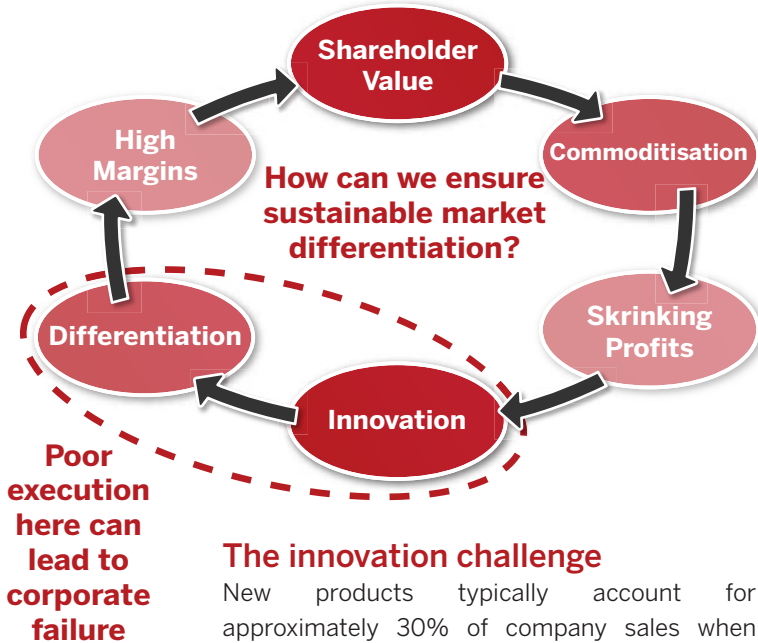 Shareholder
Value
Commoditisation
Skrinking
Profits
Innovation
Differentiation
High
Margins
How can we ensure
sustainable market
differentiation?
Poor
execution
here can
lead to
corporate
failure
The innovation challenge
New products typically account for
approximately 30% of company sales when